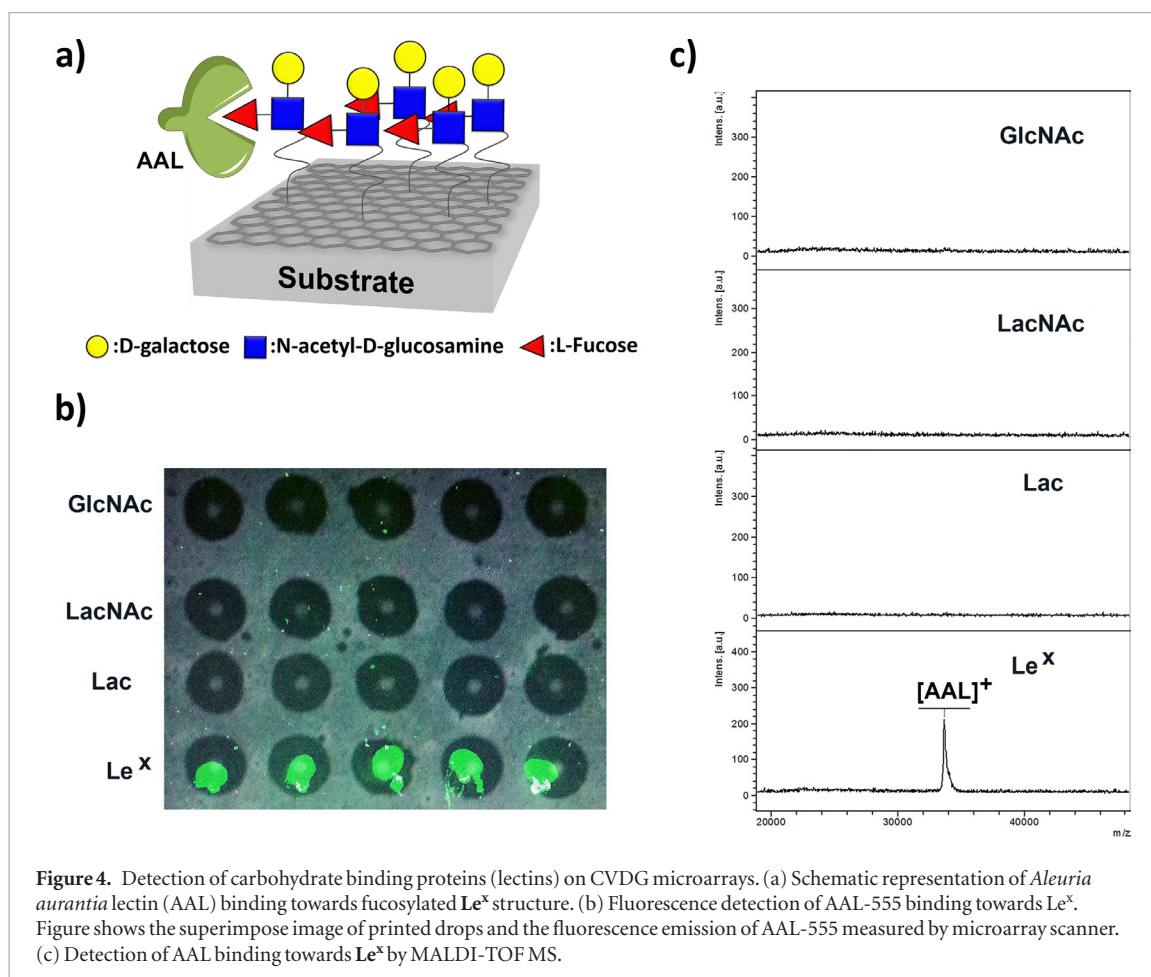 a)
AAL
Substrate
:D-galactose :N-acetyl-D-glucosamine :L-Fucose
b)
GlcNAc
LacNAc
Lac
Le^x
c)
Intens. [a.u.]
300
200
100
0
GlcNAc
Intens. [a.u.]
300
200
100
0
LacNAc
Intens. [a.u.]
300
200
100
0
Lac
Intens. [a.u.]
400
300
200
100
0
Le^x
[AAL]^+
20000 30000 40000
m/z
Figure 4. Detection of carbohydrate binding proteins (lectins) on CVDG microarrays. (a) Schematic representation of Aleuria
aurantia lectin (AAL) binding towards fucosylated Le^x structure. (b) Fluorescence detection of AAL-555 binding towards Le^x.
Figure shows the superimpose image of printed drops and the fluorescence emission of AAL-555 measured by microarray scanner.
(c) Detection of AAL binding towards Le^x by MALDI-TOF MS.